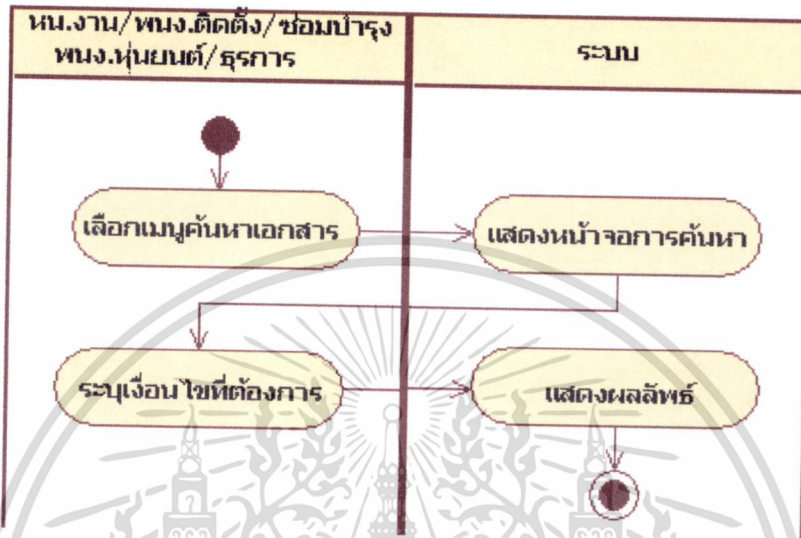 หน.งาน/พนง.ติดตั้ง/ซ่อมบำรุง
พนง.หุ่นยนต์/ธุรการ
ระบบ
เลือกเมนูค้นหาเอกสาร
แสดงหน้าจอการค้นหา
ระบุเงื่อนไขที่ต้องการ
แสดงผลลัพธ์